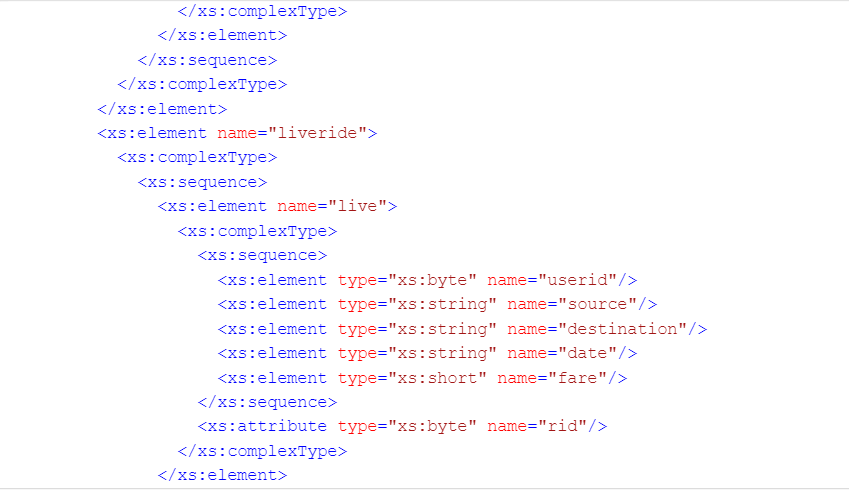 </xs:complexType>
</xs:element>
</xs:sequence>
</xs:complexType>
</xs:element>
<xs:element name="liveride">
<xs:complexType>
<xs:sequence>
<xs:element name="live">
<xs:complexType>
<xs:sequence>
<xs:element type="xs:byte" name="userid"/>
<xs:element type="xs:string" name="source"/>
<xs:element type="xs:string" name="destination"/>
<xs:element type="xs:string" name="date"/>
<xs:element type="xs:short" name="fare"/>
</xs:sequence>
<xs:attribute type="xs:byte" name="rid"/>
</xs:complexType>
</xs:element>